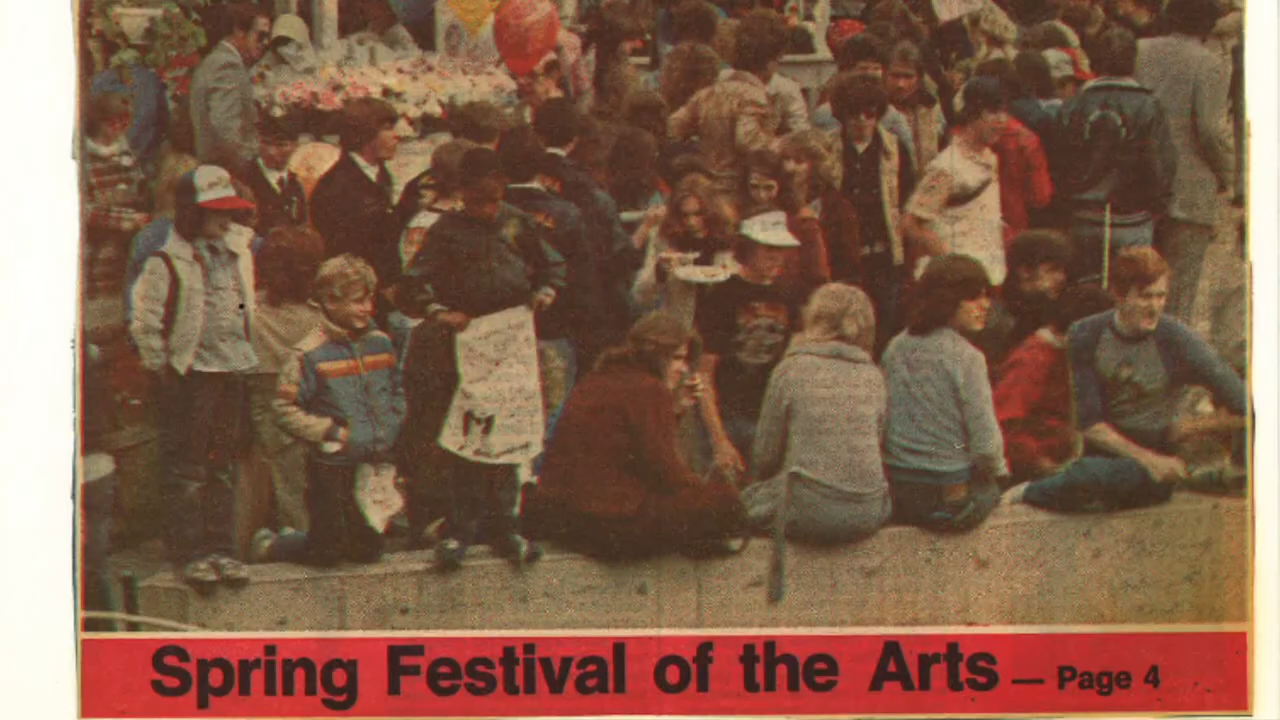 Spring Festival of the Arts — Page 4
M